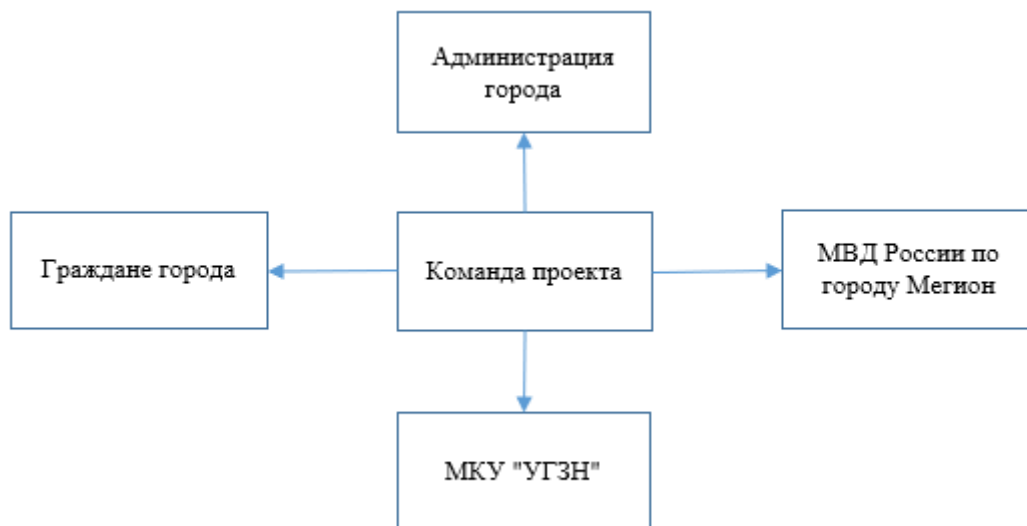 Администрация
города
Граждане города
Команда проекта
МВД России по
городу Мегион
МКУ "УГЗН"